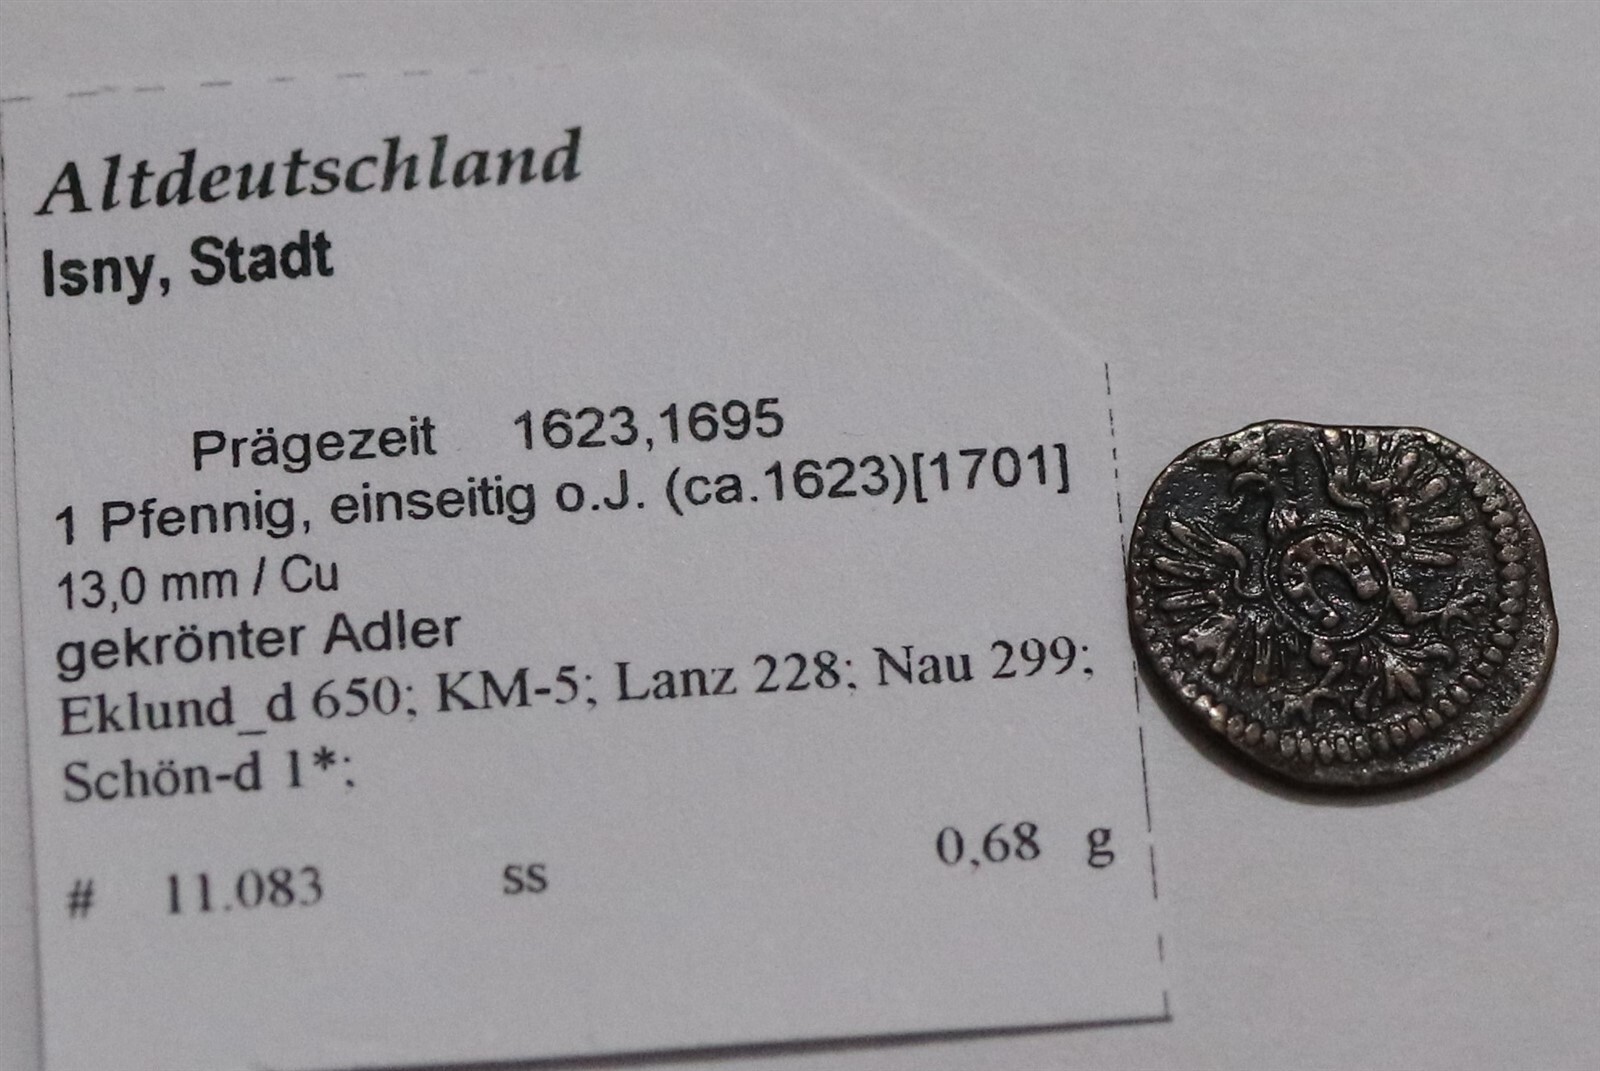 Altdeutschland
Isny, Stadt
Prägezeit 1623,1695
1 Pfennig, einseitig o.J. (ca.1623)[1701]
13,0 mm / Cu
gekrönter Adler
Eklund_d 650; KM-5; Lanz 228; Nau 299;
Schön-d 1*;
# 11.083 ss 0,68 g